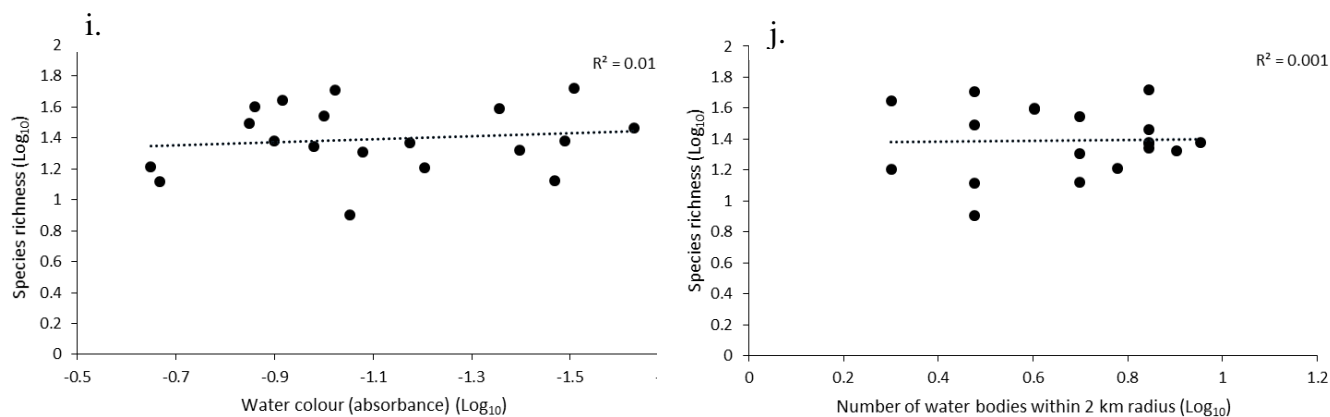 i.
R² = 0.01
Species richness (Log₁₀)
2
1.8
1.6
1.4
1.2
1
0.8
0.6
0.4
0.2
0
-0.5 -0.7 -0.9 -1.1 -1.3 -1.5
Water colour (absorbance) (Log₁₀)
j.
R² = 0.001
Species richness (Log₁₀)
2
1.8
1.6
1.4
1.2
1
0.8
0.6
0.4
0.2
0
0 0.2 0.4 0.6 0.8 1 1.2
Number of water bodies within 2 km radius (Log₁₀)